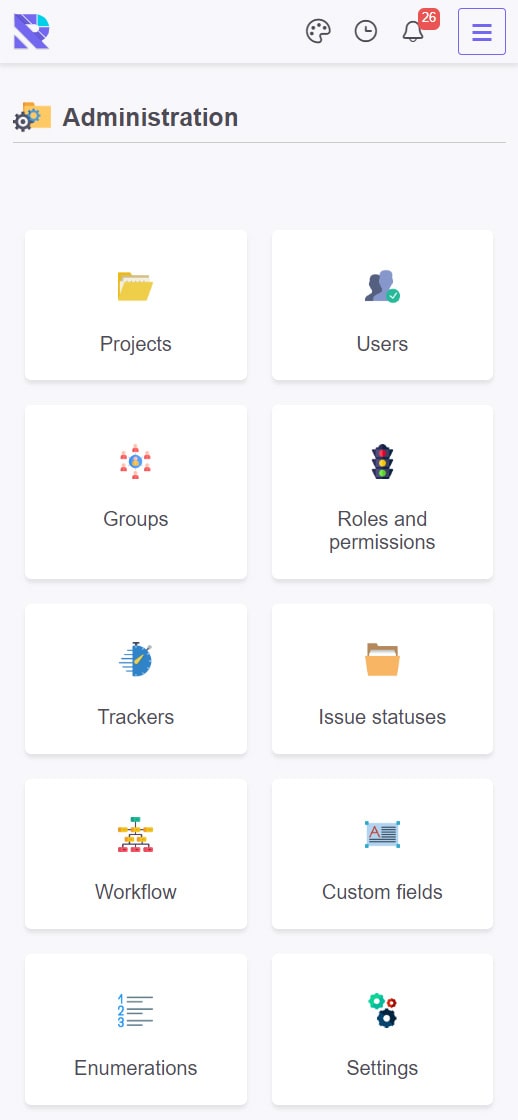 26
Administration
Projects
Users
Groups
Roles and
permissions
Trackers
Issue statuses
Workflow
Custom fields
Enumerations
Settings